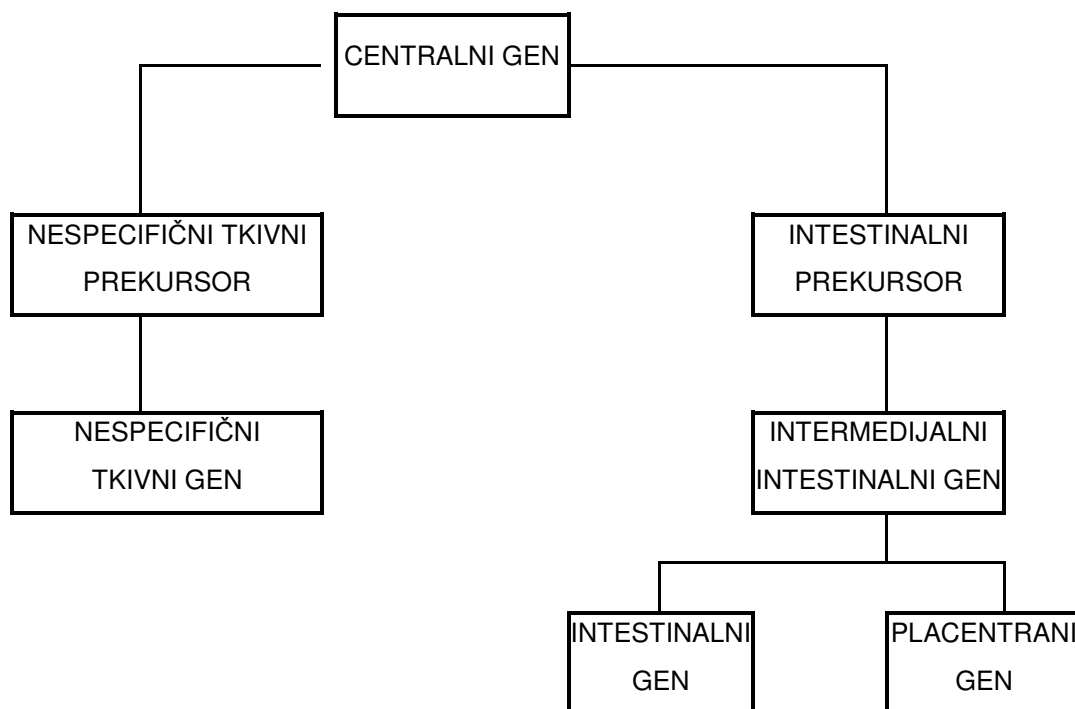 CENTRALNI GEN
NESPECIFIČNI TKIVNI
PREKURSOR
INTESTINALNI
PREKURSOR
NESPECIFIČNI
TKIVNI GEN
INTERMEDIJALNI
INTESTINALNI GEN
INTESTINALNI
GEN
PLACENTRANI
GEN